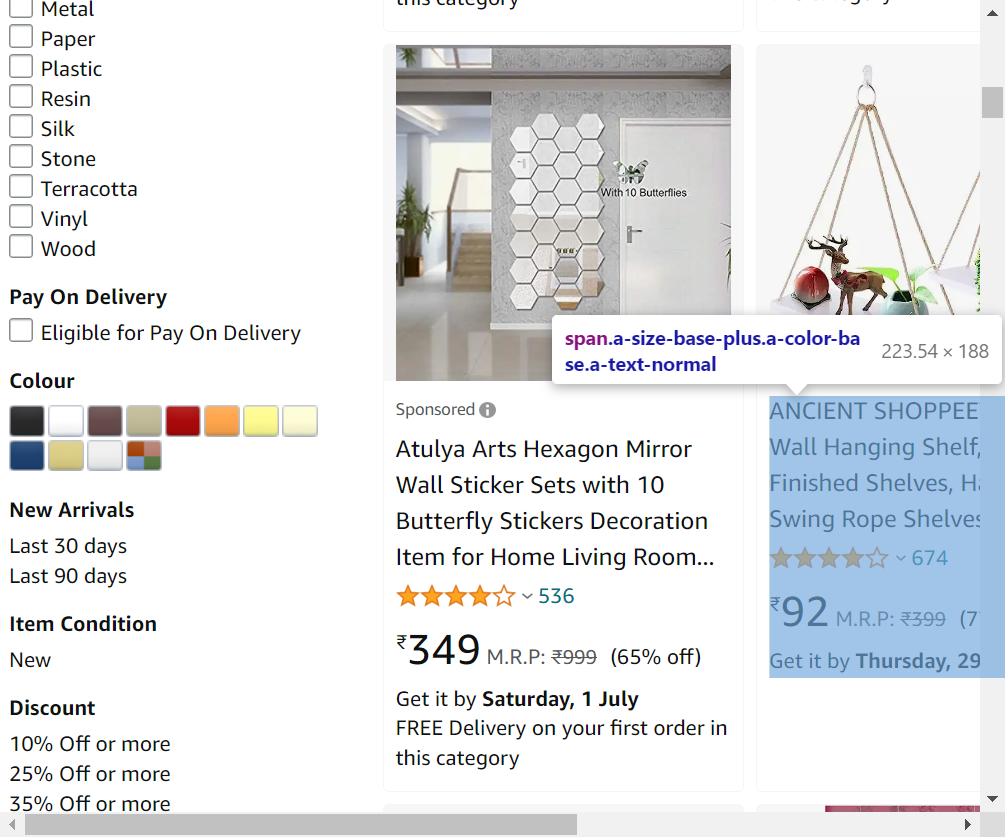 Metal
Paper
Plastic
Resin
Silk
Stone
Terracotta
Vinyl
Wood
Pay On Delivery
Eligible for Pay On Delivery
Colour
New Arrivals
Last 30 days
Last 90 days
Item Condition
New
Discount
10% Off or more
25% Off or more
35% Off or more
this category
With 10 Butterflies
Sponsored
Atulya Arts Hexagon Mirror
Wall Sticker Sets with 10
Butterfly Stickers Decoration
Item for Home Living Room...
536
₹349 M.R.P: ₹999 (65% off)
Get it by Saturday, 1 July
FREE Delivery on your first order in
this category
span.a-size-base-plus.a-color-ba
se.a-text-normal
223.54 × 188
ANCIENT SHOPPEE
Wall Hanging Shelf,
Finished Shelves, Ha
Swing Rope Shelves
674
₹92 M.R.P: ₹399 (7
Get it by Thursday, 29